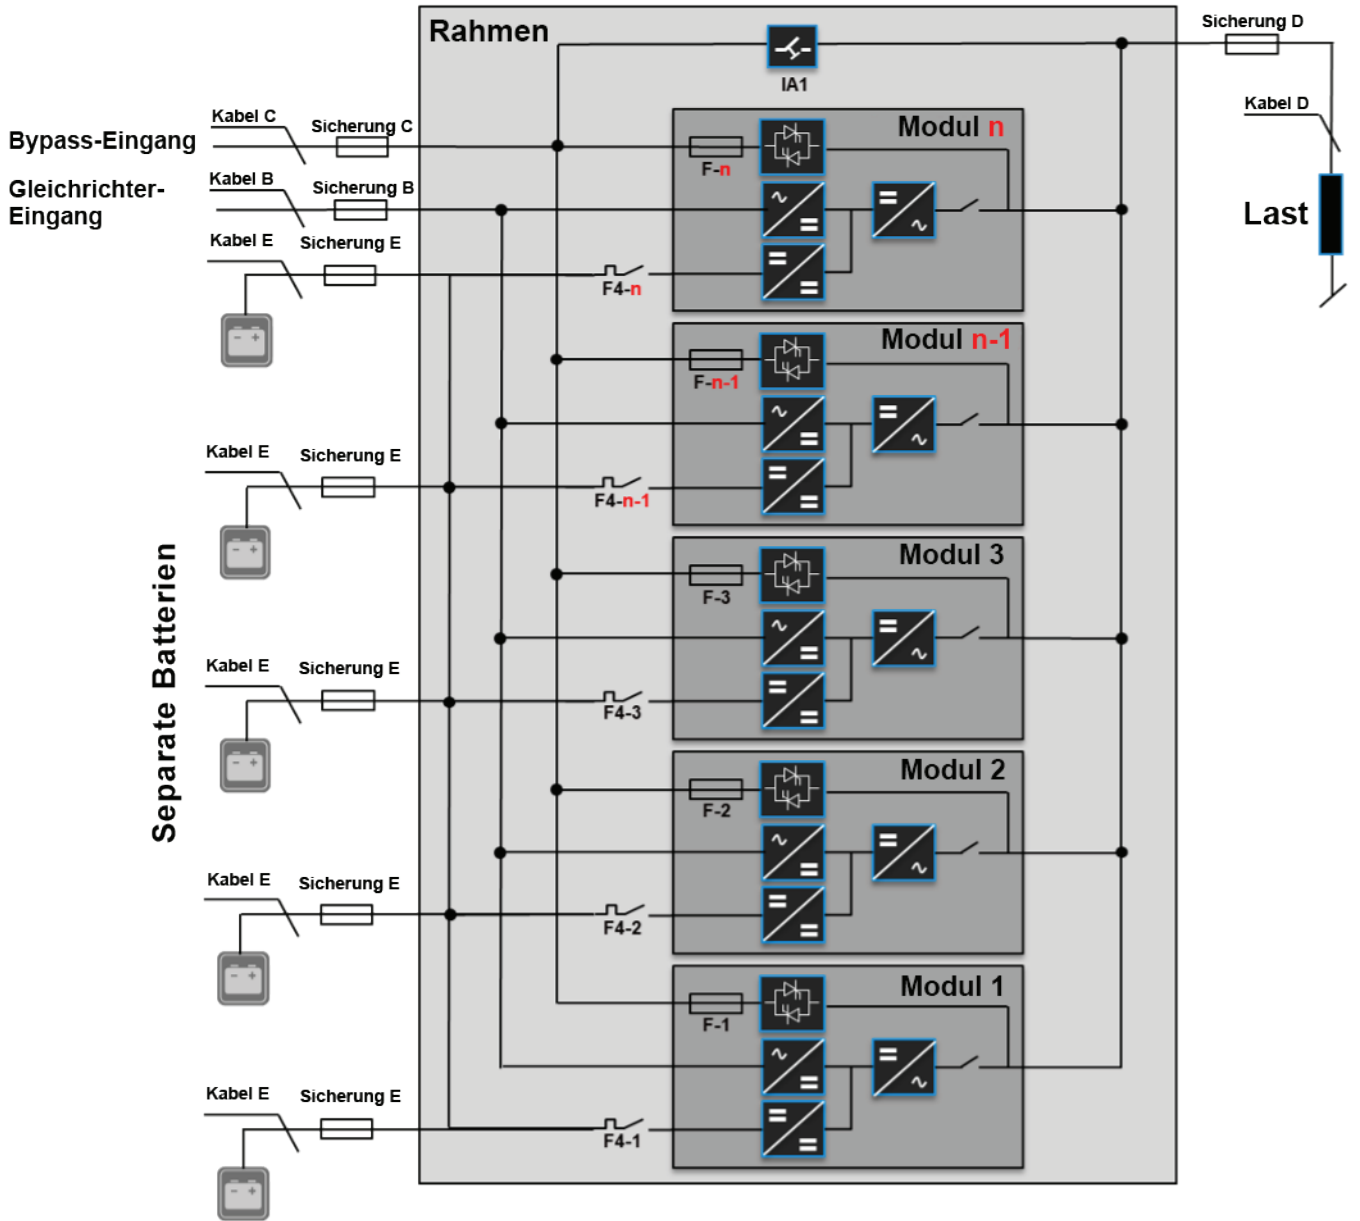 Rahmen
Sicherung D
IA1
Kabel C
Sicherung C
Bypass-Eingang
Kabel D
Modul n
F-n
Kabel B
Sicherung B
Gleichrichter-
Eingang
Last
Kabel E
Sicherung E
F4-n
Modul n-1
F-n-1
Kabel E
Sicherung E
F4-n-1
Separate Batterien
Modul 3
F-3
Kabel E
Sicherung E
F4-3
Modul 2
F-2
Kabel E
Sicherung E
F4-2
Modul 1
F-1
Kabel E
Sicherung E
F4-1